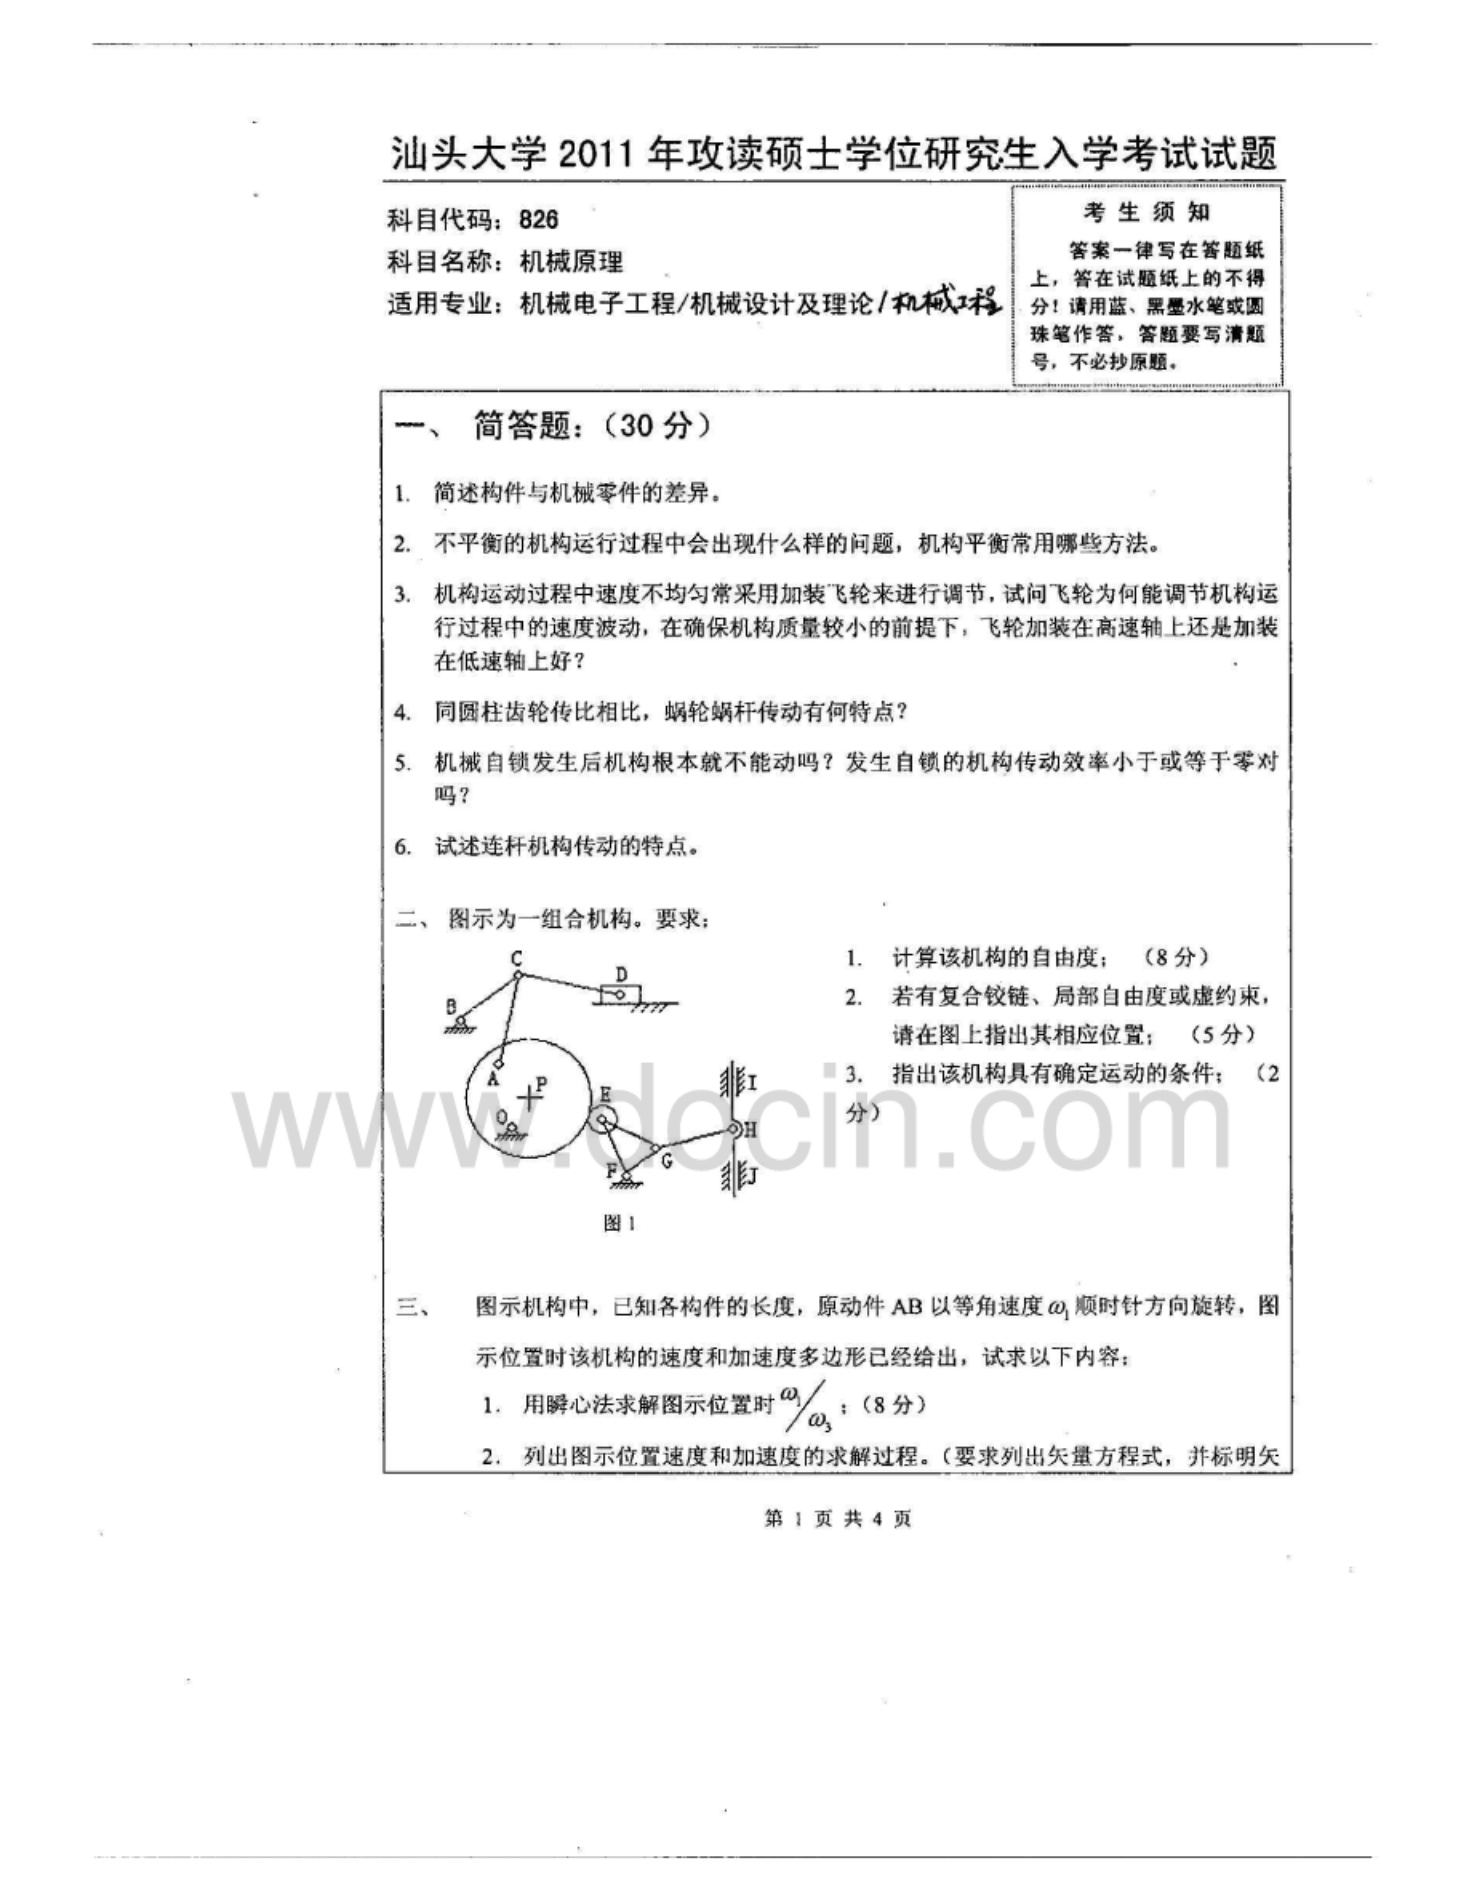 汕头大学 2011 年攻读硕士学位研究生入学考试试题
科目代码：826
科目名称：机械原理
适用专业：机械电子工程/机械设计及理论/机械工程
考 生 须 知
答案一律写在答题纸
上，答在试题纸上的不得
分！请用蓝、黑墨水笔或圆
珠笔作答，答题要写清题
号，不必抄原题。
一、 简答题：（30 分）
1. 简述构件与机械零件的差异。
2. 不平衡的机构运行过程中会出现什么样的问题，机构平衡常用哪些方法。
3. 机构运动过程中速度不均匀常采用加装飞轮来进行调节，试问飞轮为何能调节机构运
行过程中的速度波动，在确保机构质量较小的前提下，飞轮加装在高速轴上还是加装
在低速轴上好？
4. 同圆柱齿轮传比相比，蜗轮蜗杆传动有何特点？
5. 机械自锁发生后机构根本就不能动吗？发生自锁的机构传动效率小于或等于零对
吗？
6. 试述连杆机构传动的特点。
二、 图示为一组合机构。要求；
C
D
B
A
P
O
E
F
G
H
I
J
图 1
1. 计算该机构的自由度； （8 分）
2. 若有复合铰链、局部自由度或虚约束，
请在图上指出其相应位置； （5 分）
3. 指出该机构具有确定运动的条件； （2
分）
www.docin.com
三、 图示机构中，已知各构件的长度，原动件 AB 以等角速度 ω₁ 顺时针方向旋转，图
示位置时该机构的速度和加速度多边形已经给出，试求以下内容：
1. 用瞬心法求解图示位置时 ω₁/ω₃ ；（8 分）
2. 列出图示位置速度和加速度的求解过程。（要求列出矢量方程式，并标明矢
第 1 页 共 4 页